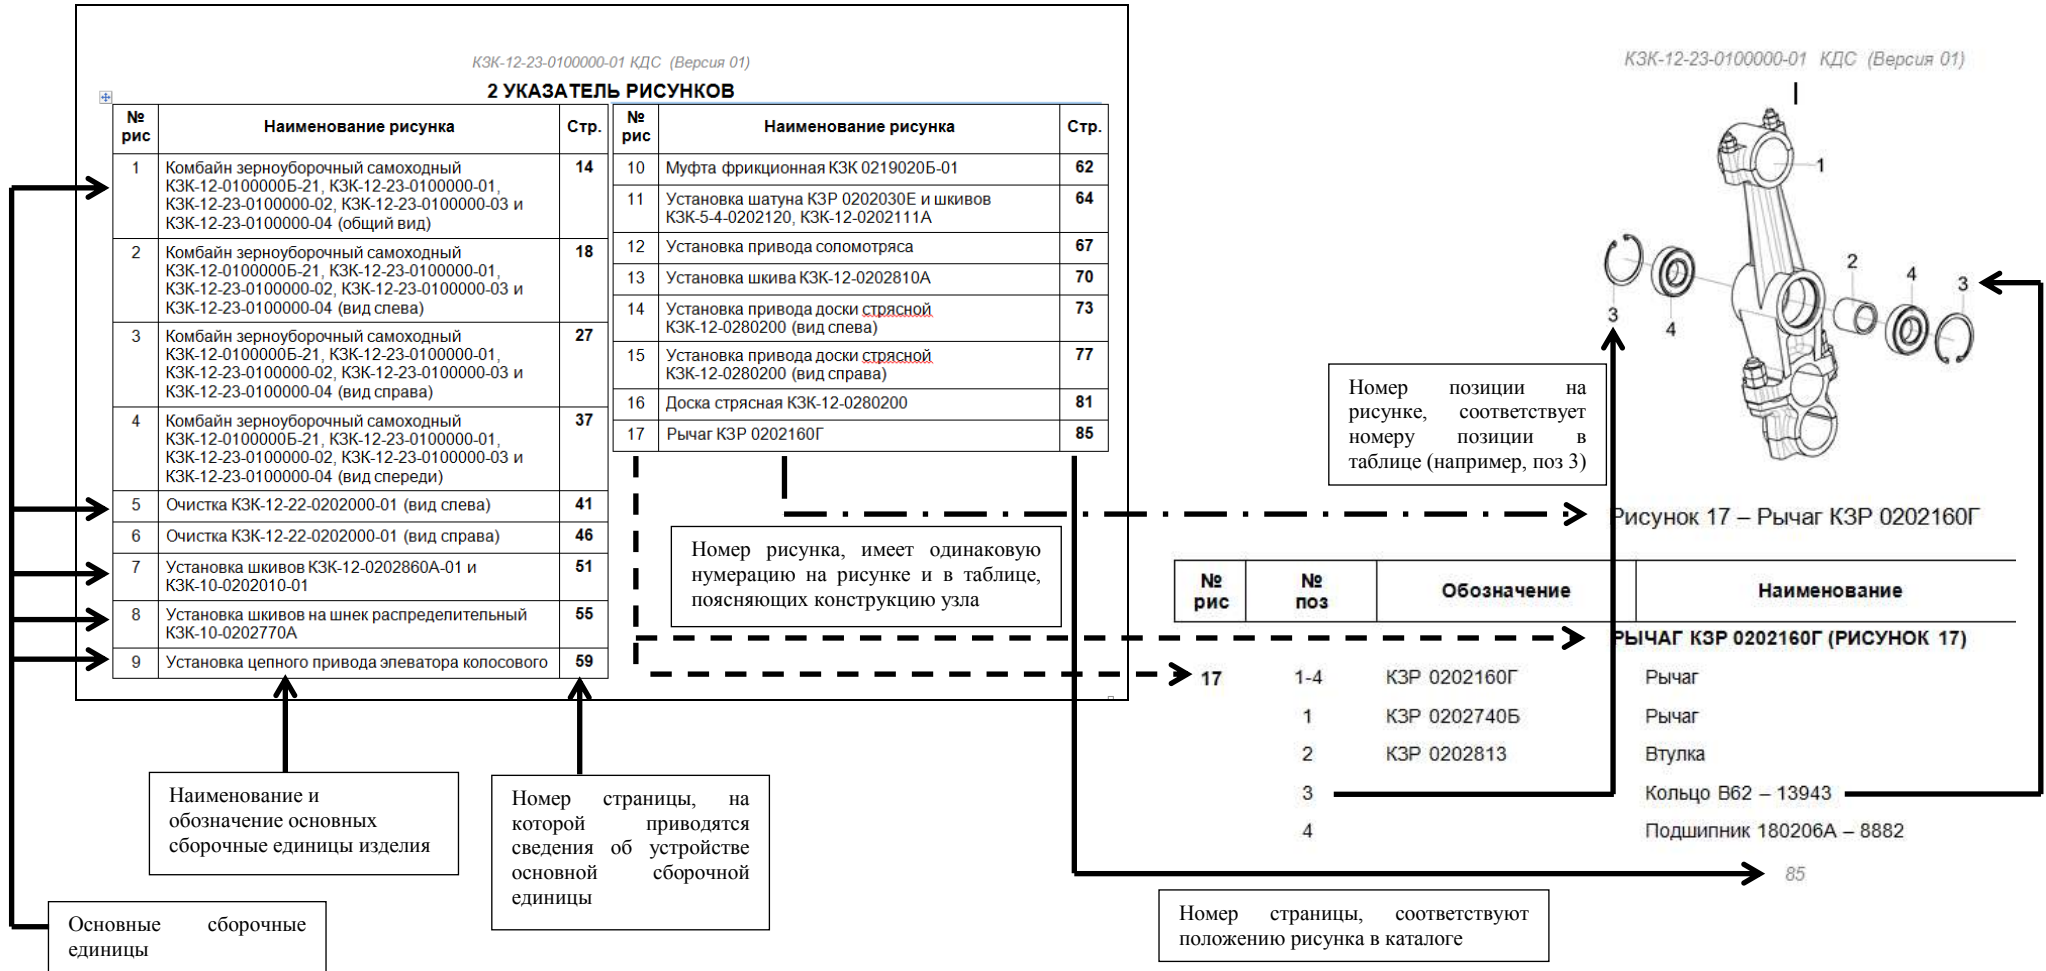 КЗК-12-23-0100000-01 КДС (Версия 01)
2 УКАЗАТЕЛЬ РИСУНКОВ
№ рис Наименование рисунка Стр.
1 Комбайн зерноуборочный самоходный 14
КЗК-12-0100000Б-21, КЗК-12-23-0100000-01,
КЗК-12-23-0100000-02, КЗК-12-23-0100000-03 и
КЗК-12-23-0100000-04 (общий вид)
2 Комбайн зерноуборочный самоходный 18
КЗК-12-0100000Б-21, КЗК-12-23-0100000-01,
КЗК-12-23-0100000-02, КЗК-12-23-0100000-03 и
КЗК-12-23-0100000-04 (вид слева)
3 Комбайн зерноуборочный самоходный 27
КЗК-12-0100000Б-21, КЗК-12-23-0100000-01,
КЗК-12-23-0100000-02, КЗК-12-23-0100000-03 и
КЗК-12-23-0100000-04 (вид справа)
4 Комбайн зерноуборочный самоходный 37
КЗК-12-0100000Б-21, КЗК-12-23-0100000-01,
КЗК-12-23-0100000-02, КЗК-12-23-0100000-03 и
КЗК-12-23-0100000-04 (вид спереди)
5 Очистка КЗК-12-22-0202000-01 (вид слева) 41
6 Очистка КЗК-12-22-0202000-01 (вид справа) 46
7 Установка шкивов КЗК-12-0202860А-01 и 51
КЗК-10-0202010-01
8 Установка шкивов на шнек распределительный 55
КЗК-10-0202770А
9 Установка цепного привода элеватора колосового 59
№ рис Наименование рисунка Стр.
10 Муфта фрикционная КЗК 0219020Б-01 62
11 Установка шатуна КЗР 0202030Е и шкивов 64
КЗК-5-4-0202120, КЗК-12-0202111А
12 Установка привода соломотряса 67
13 Установка шкива КЗК-12-0202810А 70
14 Установка привода доски стрясной 73
КЗК-12-0280200 (вид слева)
15 Установка привода доски стрясной 77
КЗК-12-0280200 (вид справа)
16 Доска стрясная КЗК-12-0280200 81
17 Рычаг КЗР 0202160Г 85
Номер рисунка, имеет одинаковую
нумерацию на рисунке и в таблице,
поясняющих конструкцию узла
Наименование и
обозначение основных
сборочные единицы изделия
Номер страницы, на
которой приводятся
сведения об устройстве
основной сборочной
единицы
Основные сборочные
единицы
КЗК-12-23-0100000-01 КДС (Версия 01)
1
2
4
3
3
4
Номер позиции на
рисунке, соответствует
номеру позиции в
таблице (например, поз 3)
Рисунок 17 – Рычаг КЗР 0202160Г
№ рис № поз Обозначение Наименование
РЫЧАГ КЗР 0202160Г (РИСУНОК 17)
17 1-4 КЗР 0202160Г Рычаг
1 КЗР 0202740Б Рычаг
2 КЗР 0202813 Втулка
3 Кольцо В62 – 13943
4 Подшипник 180206А – 8882
85
Номер страницы, соответствуют
положению рисунка в каталоге